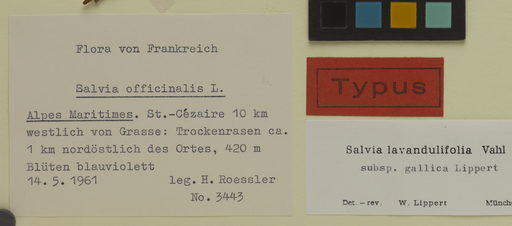 Flora von Frankreich
Salvia officinalis L.
Alpes Maritimes. St.-Cézaire 10 km
westlich von Grasse: Trockenrasen ca.
1 km nordöstlich des Ortes, 420 m
Blüten blauviolett
14.5.1961 leg. H. Roessler
No. 3443
Typus
Salvia lavandulifolia Vahl
subsp. gallica Lippert
Det. – rev. W. Lippert